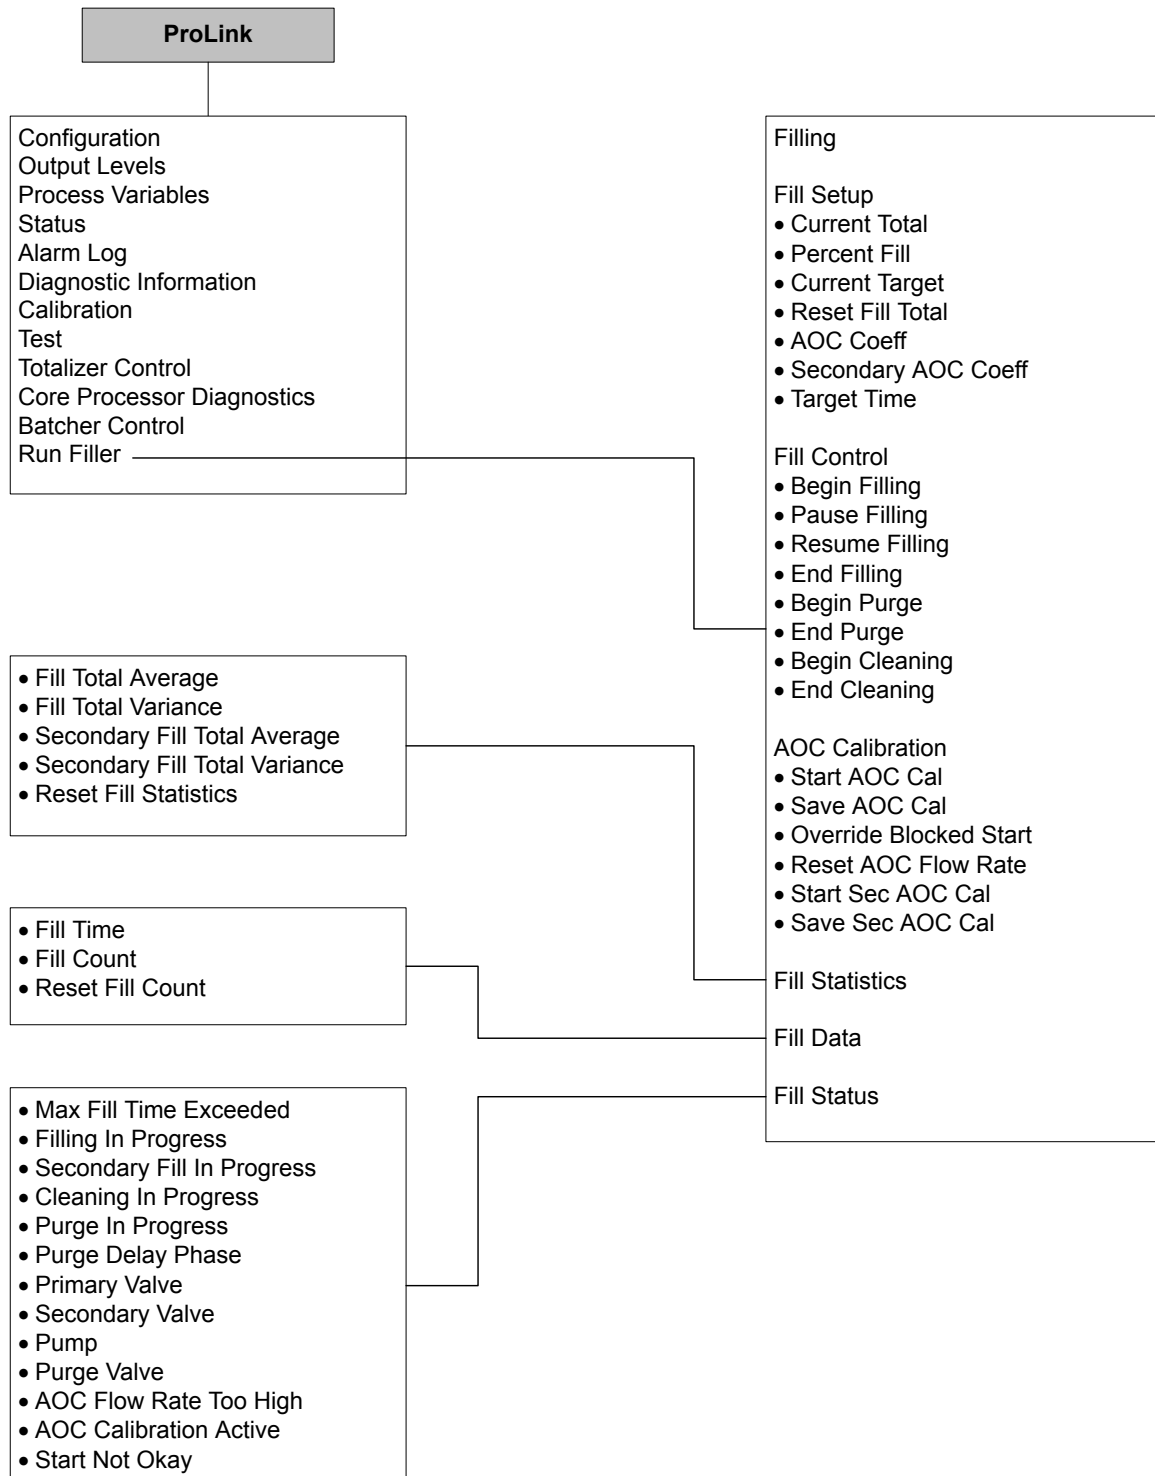 ProLink
Configuration
Output Levels
Process Variables
Status
Alarm Log
Diagnostic Information
Calibration
Test
Totalizer Control
Core Processor Diagnostics
Batcher Control
Run Filler
Filling
Fill Setup
• Current Total
• Percent Fill
• Current Target
• Reset Fill Total
• AOC Coeff
• Secondary AOC Coeff
• Target Time
Fill Control
• Begin Filling
• Pause Filling
• Resume Filling
• End Filling
• Begin Purge
• End Purge
• Begin Cleaning
• End Cleaning
AOC Calibration
• Start AOC Cal
• Save AOC Cal
• Override Blocked Start
• Reset AOC Flow Rate
• Start Sec AOC Cal
• Save Sec AOC Cal
Fill Statistics
Fill Data
Fill Status
• Fill Total Average
• Fill Total Variance
• Secondary Fill Total Average
• Secondary Fill Total Variance
• Reset Fill Statistics
• Fill Time
• Fill Count
• Reset Fill Count
• Max Fill Time Exceeded
• Filling In Progress
• Secondary Fill In Progress
• Cleaning In Progress
• Purge In Progress
• Purge Delay Phase
• Primary Valve
• Secondary Valve
• Pump
• Purge Valve
• AOC Flow Rate Too High
• AOC Calibration Active
• Start Not Okay